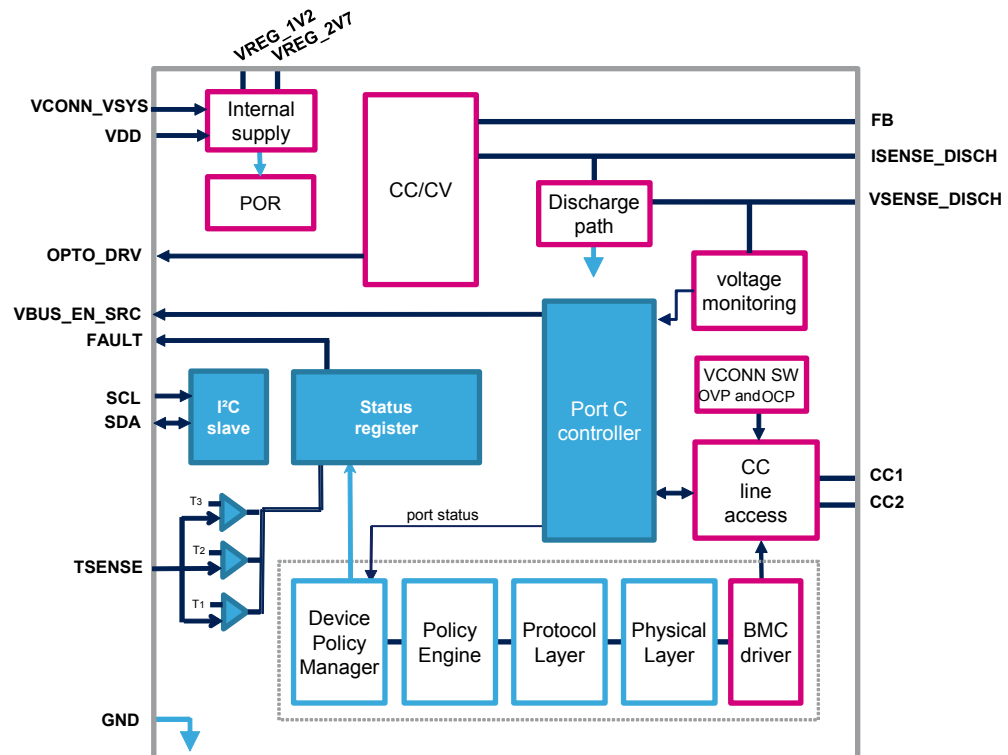 VREG_1V2
VREG_2V7
VCONN_VSYS
VDD
Internal
supply
POR
CC/CV
FB
ISENSE_DISCH
VSENSE_DISCH
Discharge
path
voltage
monitoring
OPTO_DRV
VBUS_EN_SRC
FAULT
SCL
SDA
I²C
slave
Status
register
Port C
controller
VCONN SW
OVP and OCP
CC
line
access
CC1
CC2
T3
T2
T1
TSENSE
port status
Device
Policy
Manager
Policy
Engine
Protocol
Layer
Physical
Layer
BMC
driver
GND